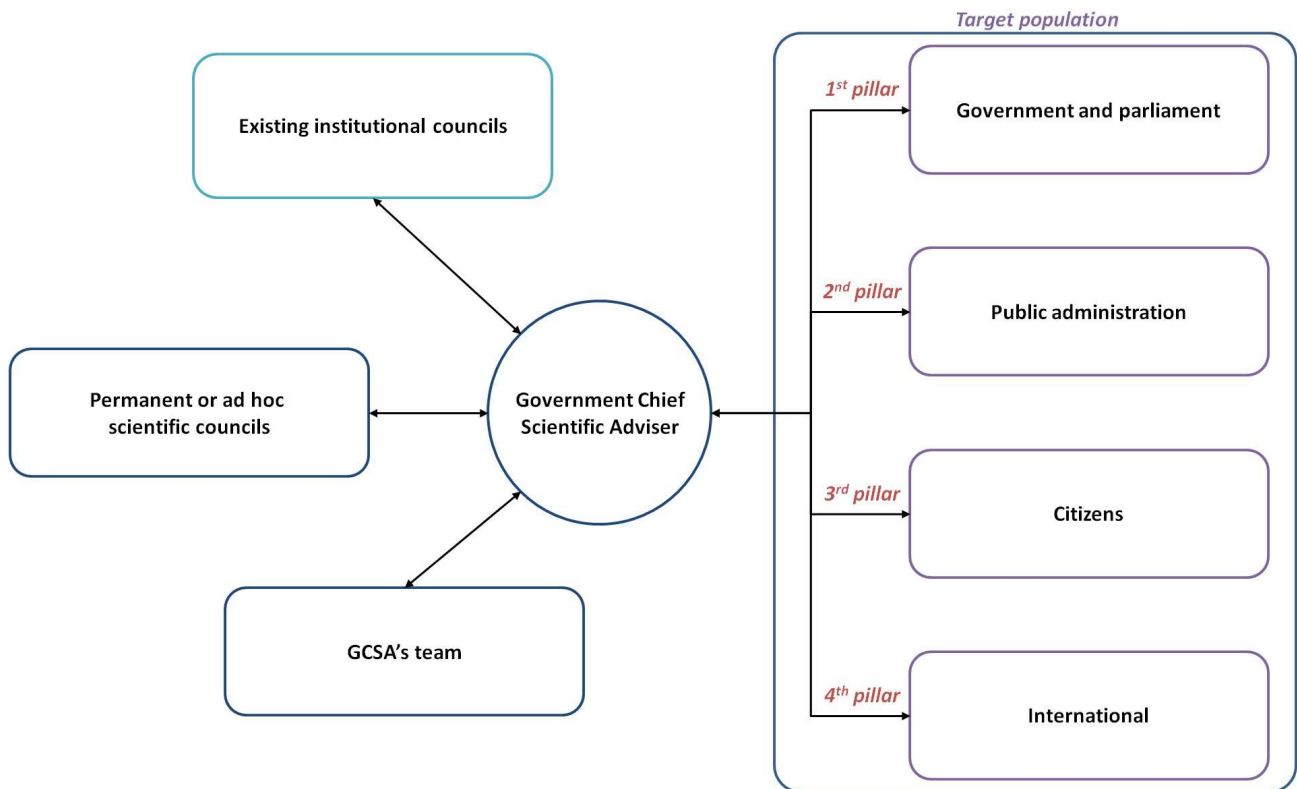 Target population
1st pillar
Government and parliament
Existing institutional councils
2nd pillar
Public administration
Permanent or ad hoc
scientific councils
Government Chief
Scientific Adviser
3rd pillar
Citizens
GCSA’s team
4th pillar
International